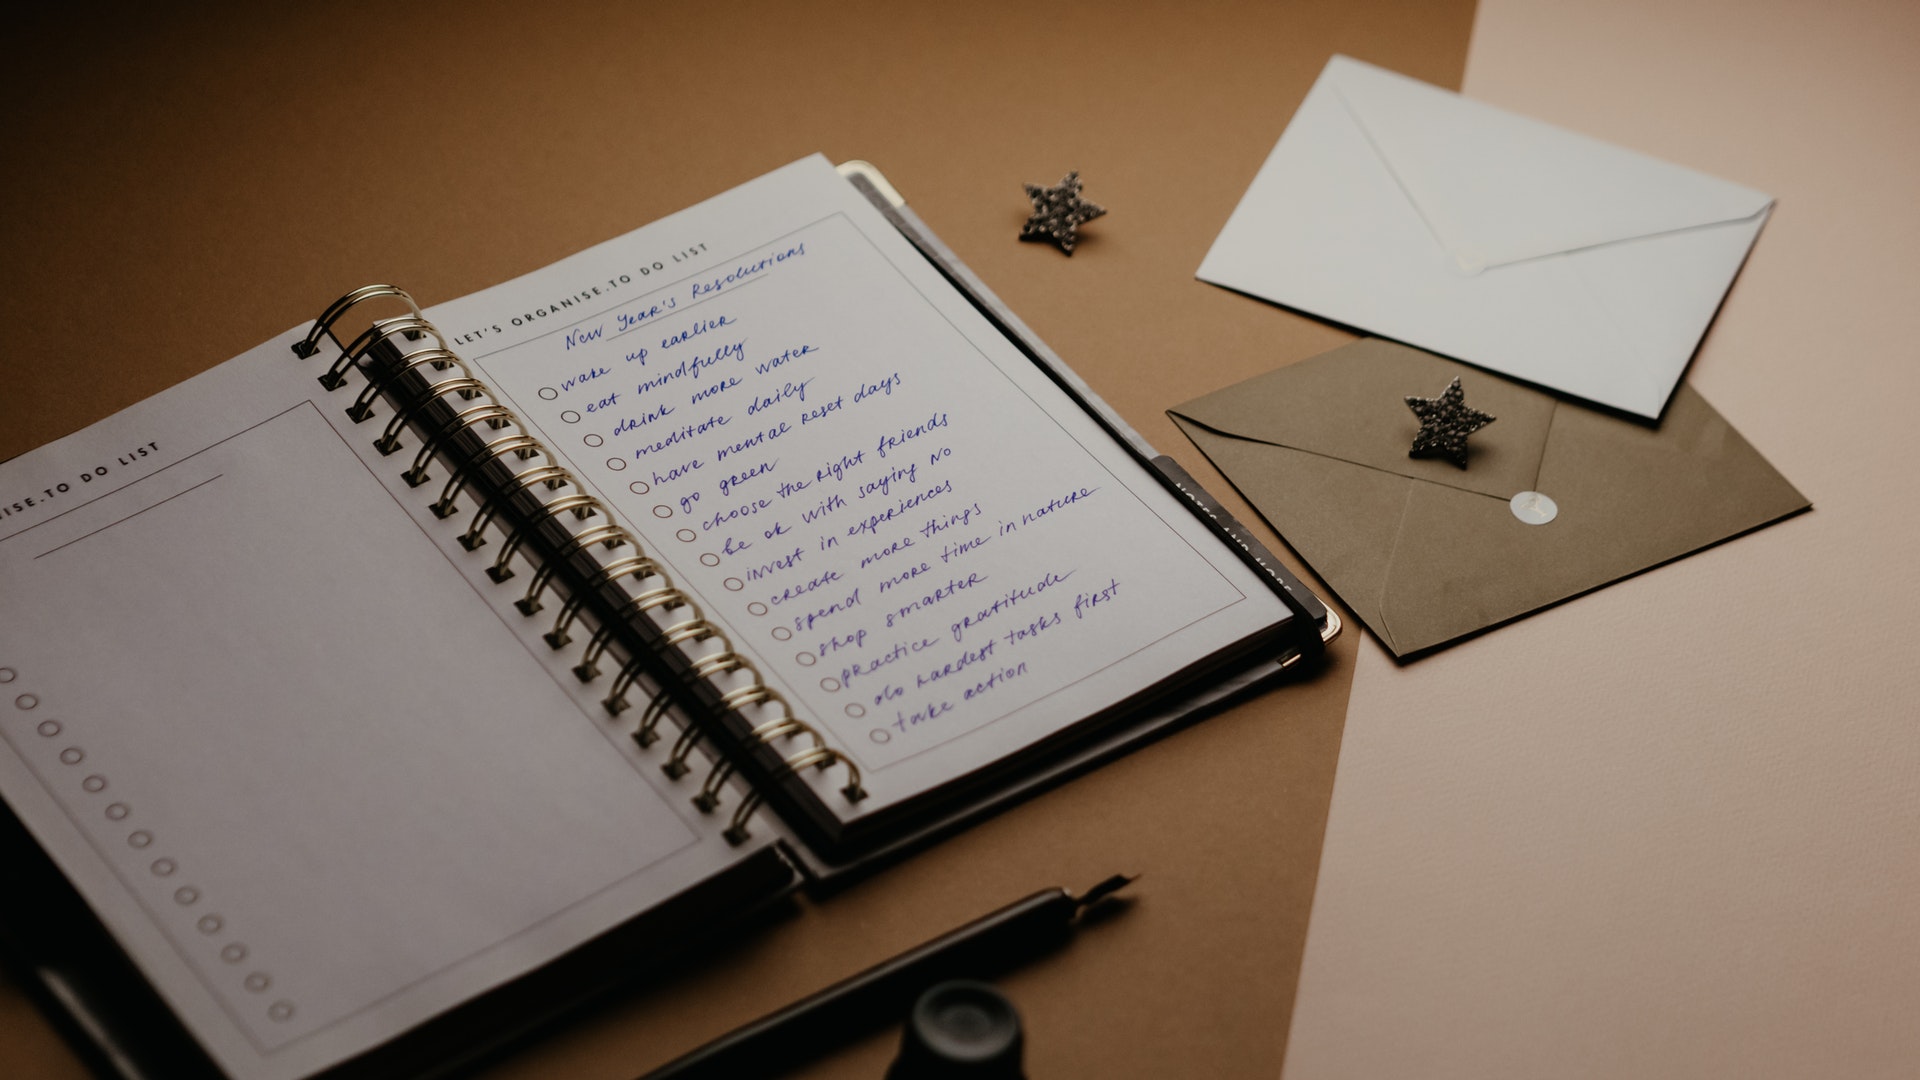 ISE.TO DO LIST
LET'S ORGANISE.TO DO LIST
New Year's Resolutions
wake up earlier
eat mindfully
drink more water
meditate daily
have mental reset days
go green
choose the right friends
be ok with saying no
invest in experiences
create more things
spend more time in nature
shop smarter
practice gratitude
do hardest tasks first
take action